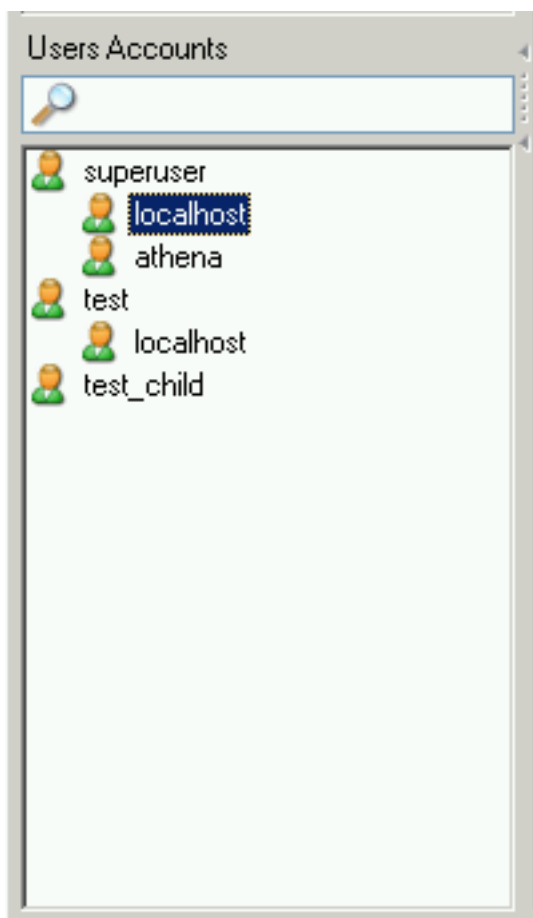 Users Accounts
superuser
localhost
athena
test
localhost
test_child